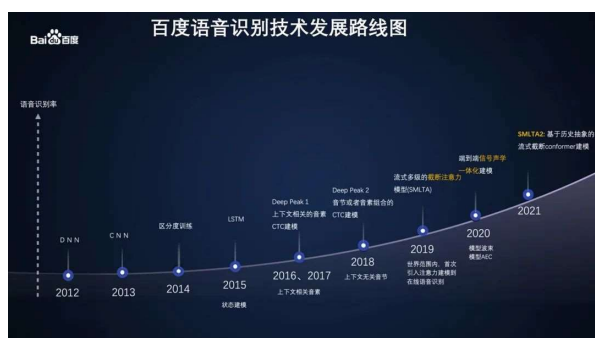 百度语音识别技术发展路线图
Bai du 百度
语音识别率
DNN
2012
CNN
2013
区分度训练
2014
LSTM
2015
状态建模
Deep Peak 1
上下文相关的音素
CTC建模
2016、2017
上下文相关音素
Deep Peak 2
音节或者音素组合的
CTC建模
2018
上下文无关音节
流式多级的截断注意力
模型(SMLTA)
2019
世界范围内，首次
引入注意力建模到
在线语音识别
端到端信号声学
一体化建模
2020
模型波束
模型AEC
SMLTA2: 基于历史抽象的
流式截断conformer建模
2021